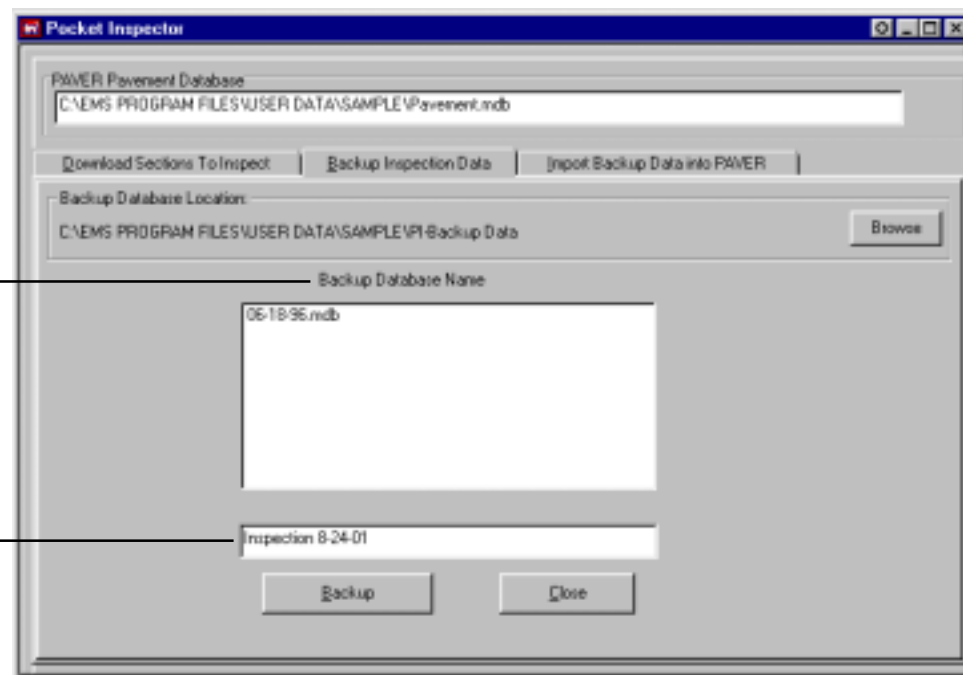 Pocket Inspector
PAVER Pavement Database
C:\EMS PROGRAM FILES\USER DATA\SAMPLE\Pavement.mdb
Download Sections To Inspect
Backup Inspection Data
Import Backup Data into PAVER
Backup Database Location:
C:\EMS PROGRAM FILES\USER DATA\SAMPLE\PI-Backup Data
Browse
Backup Database Name
06-18-96.mdb
Inspection 8-24-01
Backup
Close